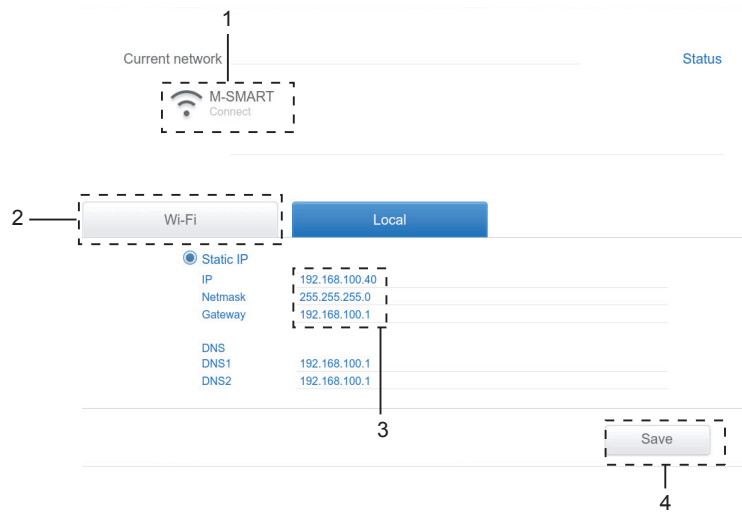 1
Current network
Status
M-SMART
Connect
2
Wi-Fi
Local
Static IP
IP 192.168.100.40
Netmask 255.255.255.0
Gateway 192.168.100.1
DNS
DNS1 192.168.100.1
DNS2 192.168.100.1
3
Save
4